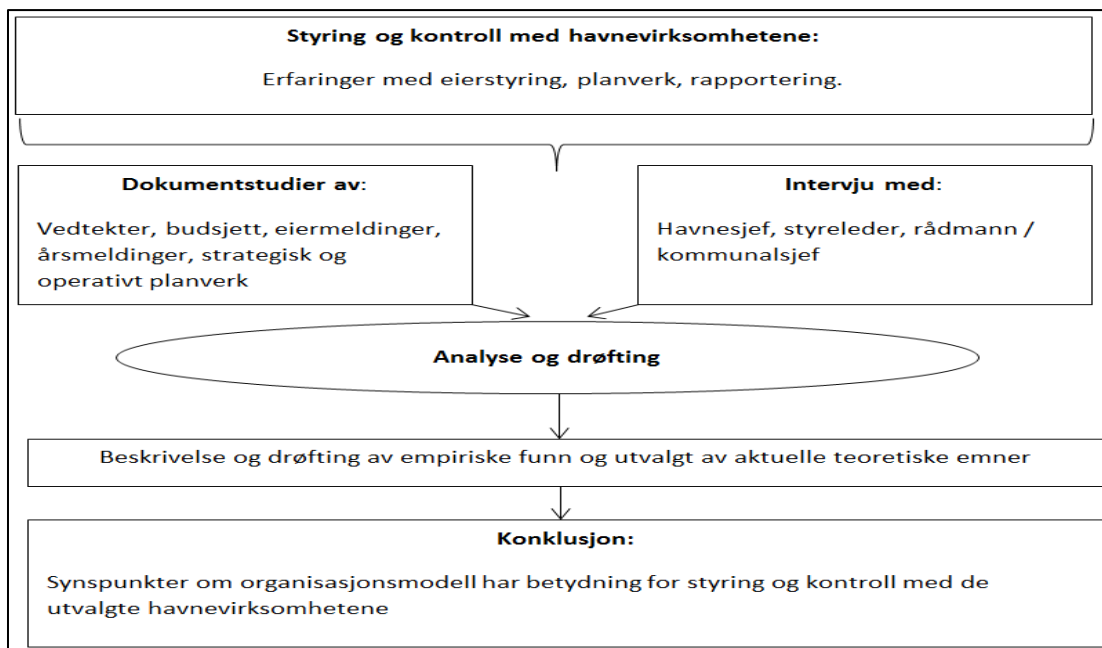 Styring og kontroll med havnevirksomhetene:
Erfaringer med eierstyring, planverk, rapportering.
Dokumentstudier av:
Vedtekter, budsjett, eiermeldinger,
årsmeldinger, strategisk og
operativt planverk
Intervju med:
Havnesjef, styreleder, rådmann /
kommunalsjef
Analyse og drøfting
Beskrivelse og drøfting av empiriske funn og utvalgt av aktuelle teoretiske emner
Konklusjon:
Synspunkter om organisasjonsmodell har betydning for styring og kontroll med de
utvalgte havnevirksomhetene